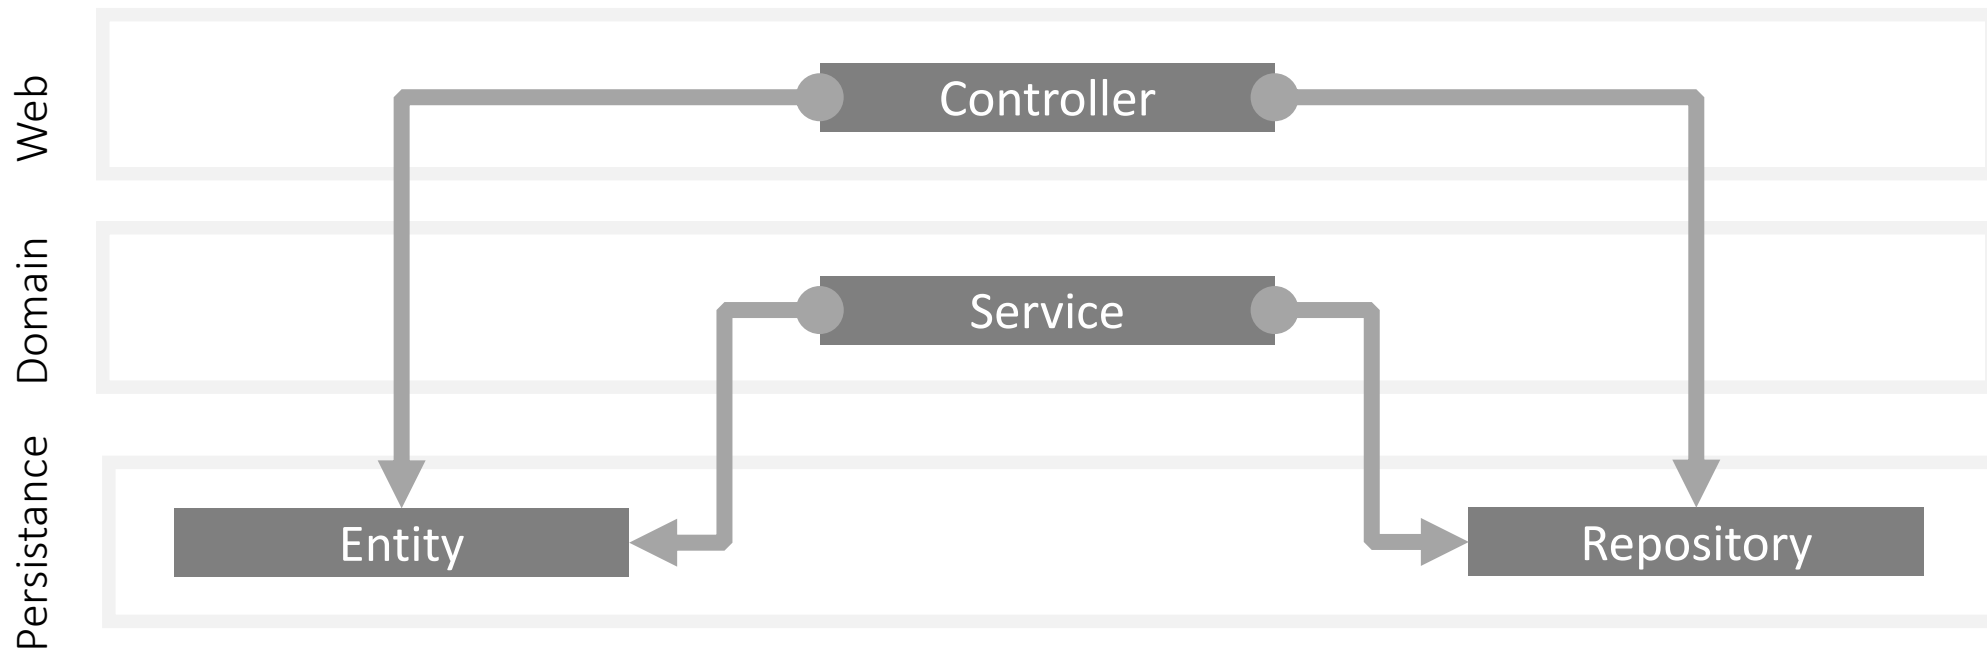 Web
Controller
Domain
Service
Persistance
Entity
Repository